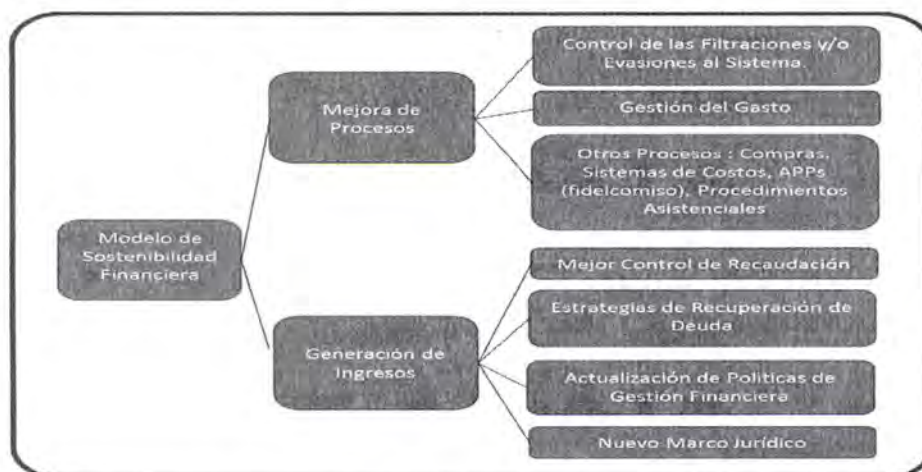 Modelo de
Sostenibilidad
Financiera
Mejora de
Procesos
Control de las Filtraciones y/o
Evasiones al Sistema.
Gestión del Gasto
Otros Procesos : Compras,
Sistemas de Costos, APPs
(fideicomiso), Procedimientos
Asistenciales
Generación de
Ingresos
Mejor Control de Recaudación
Estrategias de Recuperación de
Deuda
Actualización de Políticas de
Gestión Financiera
Nuevo Marco Jurídico